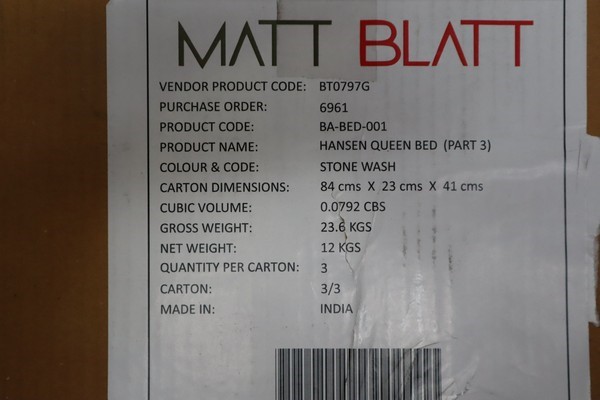 MATT BLATT
VENDOR PRODUCT CODE: BT0797G
PURCHASE ORDER: 6961
PRODUCT CODE: BA-BED-001
PRODUCT NAME: HANSEN QUEEN BED (PART 3)
COLOUR & CODE: STONE WASH
CARTON DIMENSIONS: 84 cms X 23 cms X 41 cms
CUBIC VOLUME: 0.0792 CBS
GROSS WEIGHT: 23.6 KGS
NET WEIGHT: 12 KGS
QUANTITY PER CARTON: 3
CARTON: 3/3
MADE IN: INDIA